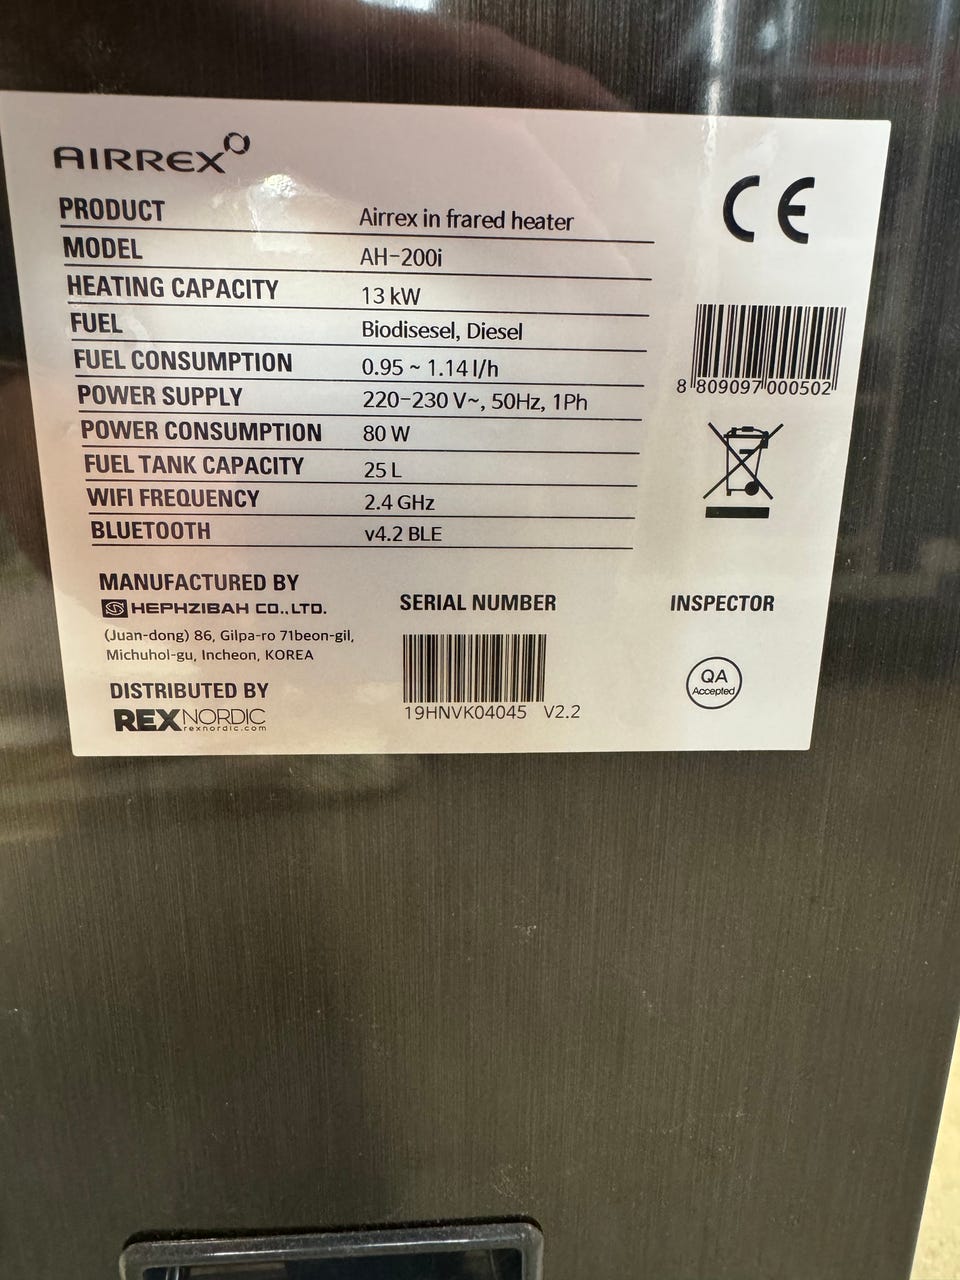 AIRREX
PRODUCT Airrex in frared heater
MODEL AH-200i
HEATING CAPACITY 13 kW
FUEL Biodisesel, Diesel
FUEL CONSUMPTION 0.95 ~ 1.14 l/h
POWER SUPPLY 220-230 V~, 50Hz, 1Ph
POWER CONSUMPTION 80 W
FUEL TANK CAPACITY 25 L
WIFI FREQUENCY 2.4 GHz
BLUETOOTH v4.2 BLE
CE
8 809097 000502
MANUFACTURED BY
HEPHZIBAH CO.,LTD.
(Juan-dong) 86, Gilpa-ro 71beon-gil,
Michuhol-gu, Incheon, KOREA
DISTRIBUTED BY
REXNORDIC
rexnordic.com
SERIAL NUMBER
19HNVK04045 V2.2
INSPECTOR
QA
Accepted